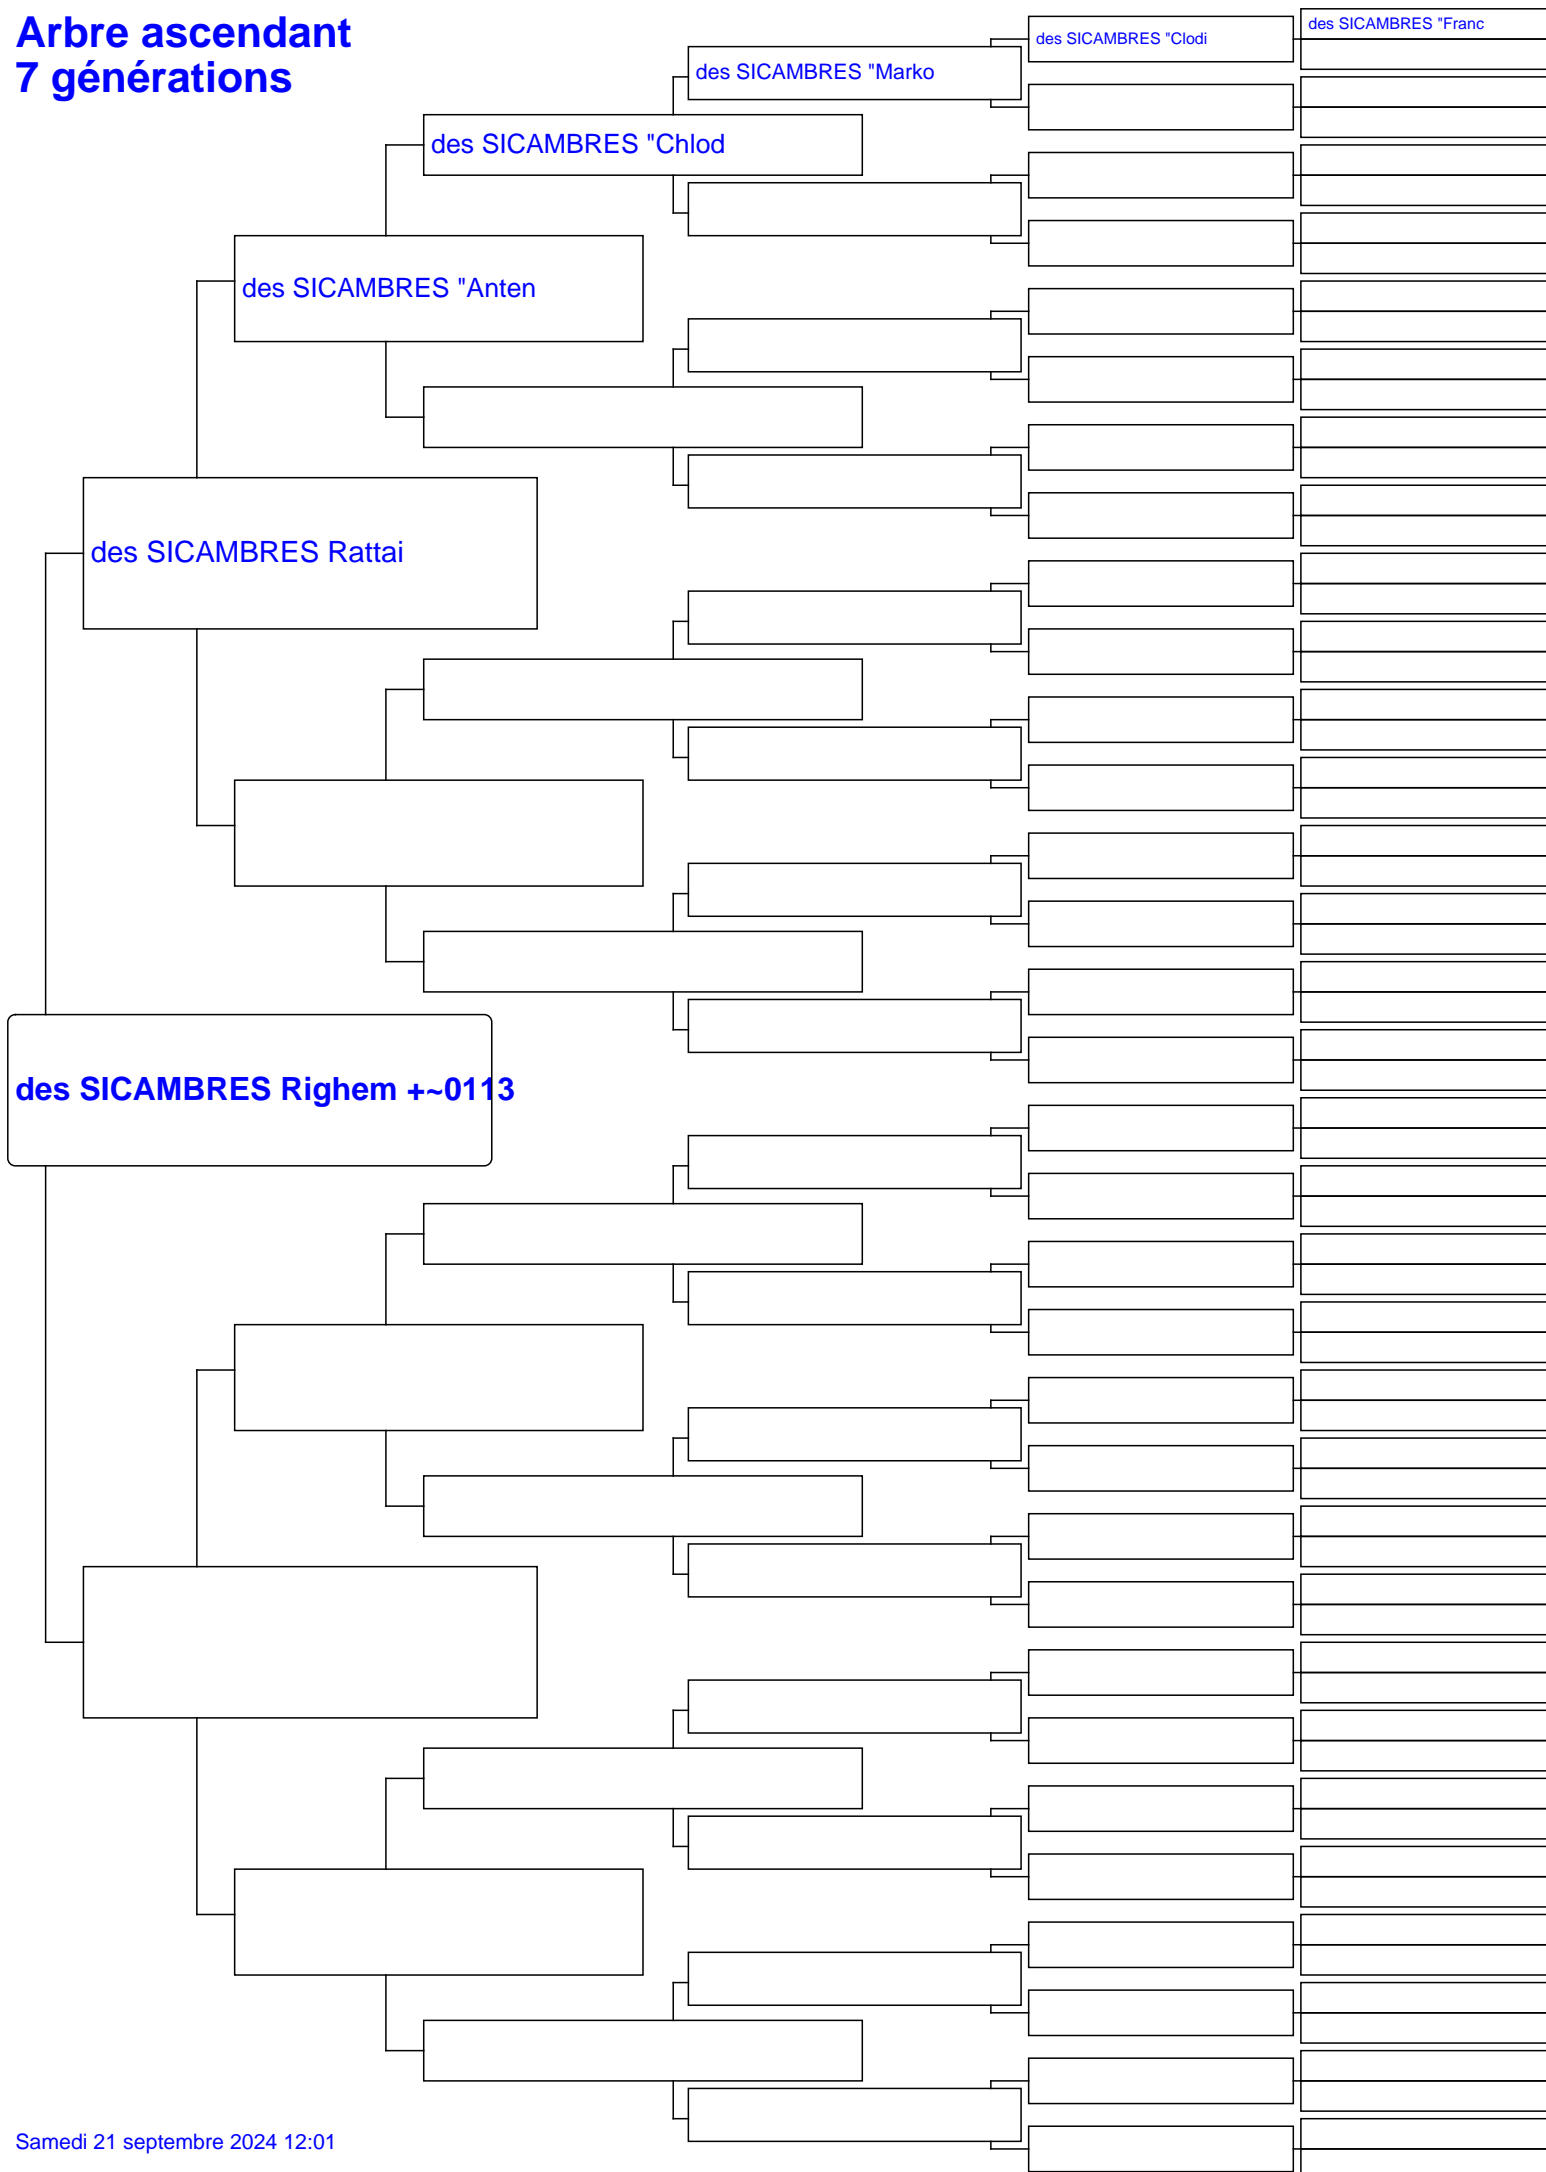 Arbre ascendant
7 générations
des SICAMBRES "Franc
des SICAMBRES "Clodi
des SICAMBRES "Marko
des SICAMBRES "Chlod
des SICAMBRES "Anten
des SICAMBRES Rattai
des SICAMBRES Righem +~0113
Samedi 21 septembre 2024 12:01